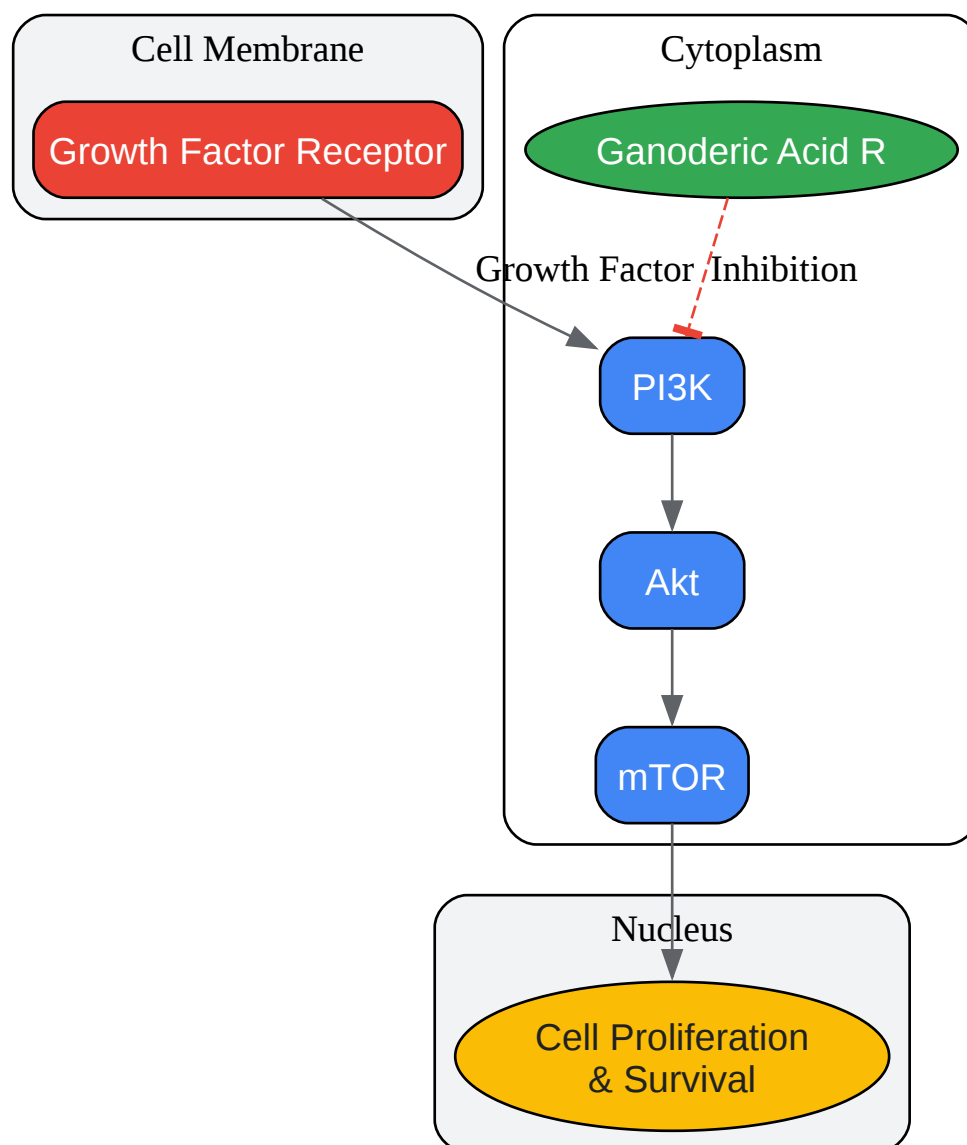 Cell Membrane
Cytoplasm
Growth Factor Receptor
Ganoderic Acid R
Growth Factor
Inhibition
PI3K
Akt
mTOR
Nucleus
Cell Proliferation
& Survival